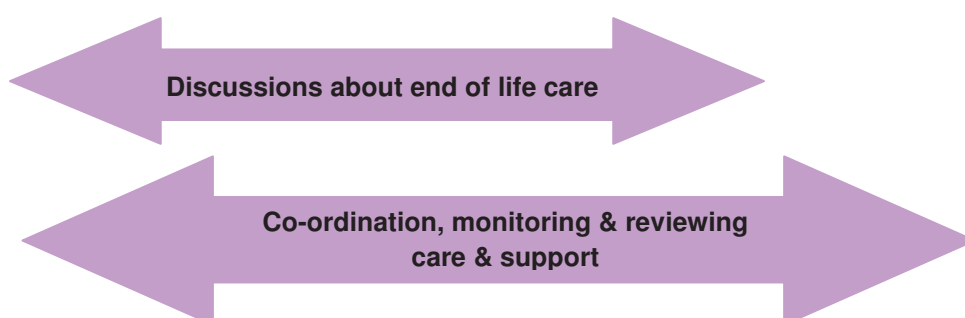 Discussions about end of life care
Co-ordination, monitoring & reviewing
care & support